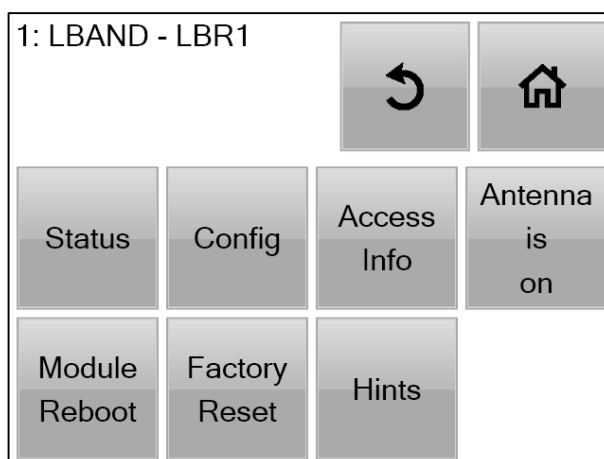 1: LBAND - LBR1
Status
Config
Access
Info
Antenna
is
on
Module
Reboot
Factory
Reset
Hints